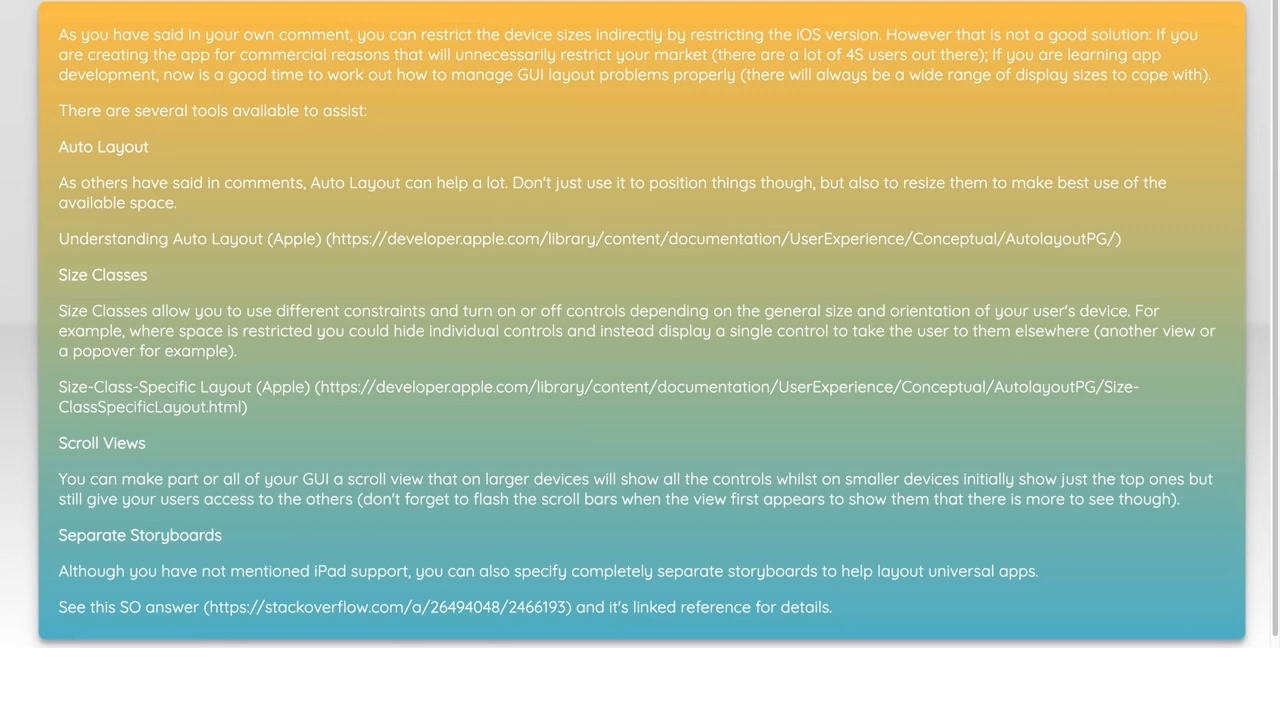 As you have said in your own comment, you can restrict the device sizes indirectly by restricting the iOS version. However that is not a good solution: If you
are creating the app for commercial reasons that will unnecessarily restrict your market (there are a lot of 4S users out there); If you are learning app
development, now is a good time to work out how to manage GUI layout problems properly (there will always be a wide range of display sizes to cope with).
There are several tools available to assist:
Auto Layout
As others have said in comments, Auto Layout can help a lot. Don't just use it to position things though, but also to resize them to make best use of the
available space.
Understanding Auto Layout (Apple) (https://developer.apple.com/library/content/documentation/UserExperience/Conceptual/AutolayoutPG/)
Size Classes
Size Classes allow you to use different constraints and turn on or off controls depending on the general size and orientation of your user's device. For
example, where space is restricted you could hide individual controls and instead display a single control to take the user to them elsewhere (another view or
a popover for example).
Size-Class-Specific Layout (Apple) (https://developer.apple.com/library/content/documentation/UserExperience/Conceptual/AutolayoutPG/Size-
ClassSpecificLayout.html)
Scroll Views
You can make part or all of your GUI a scroll view that on larger devices will show all the controls whilst on smaller devices initially show just the top ones but
still give your users access to the others (don't forget to flash the scroll bars when the view first appears to show them that there is more to see though).
Separate Storyboards
Although you have not mentioned iPad support, you can also specify completely separate storyboards to help layout universal apps.
See this SO answer (https://stackoverflow.com/a/26494048/2466193) and it's linked reference for details.